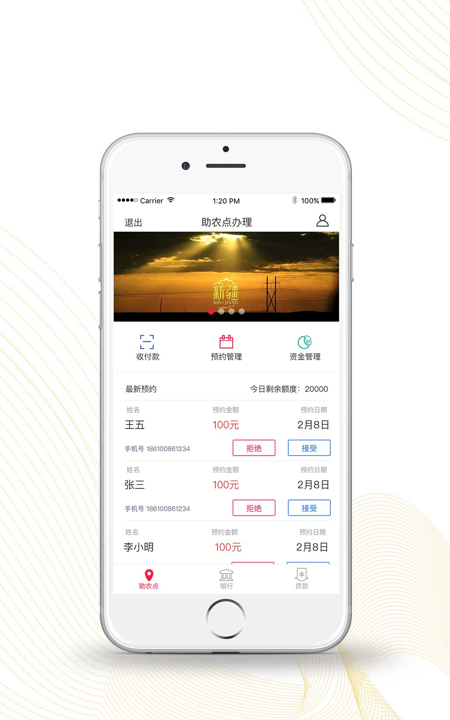 Carrier 1:20 PM 100%
退出 助农点办理
新疆
XIN•JIANG
收付款 预约管理 资金管理
最新预约 今日剩余额度：20000
姓名 预约金额 预约日期
王五 100元 2月8日
手机号 186100861234 拒绝 接受
姓名 预约金额 预约日期
张三 100元 2月8日
手机号 186100861234 拒绝 接受
姓名 预约金额 预约日期
李小明 100元 2月8日
助农点 银行 贷款